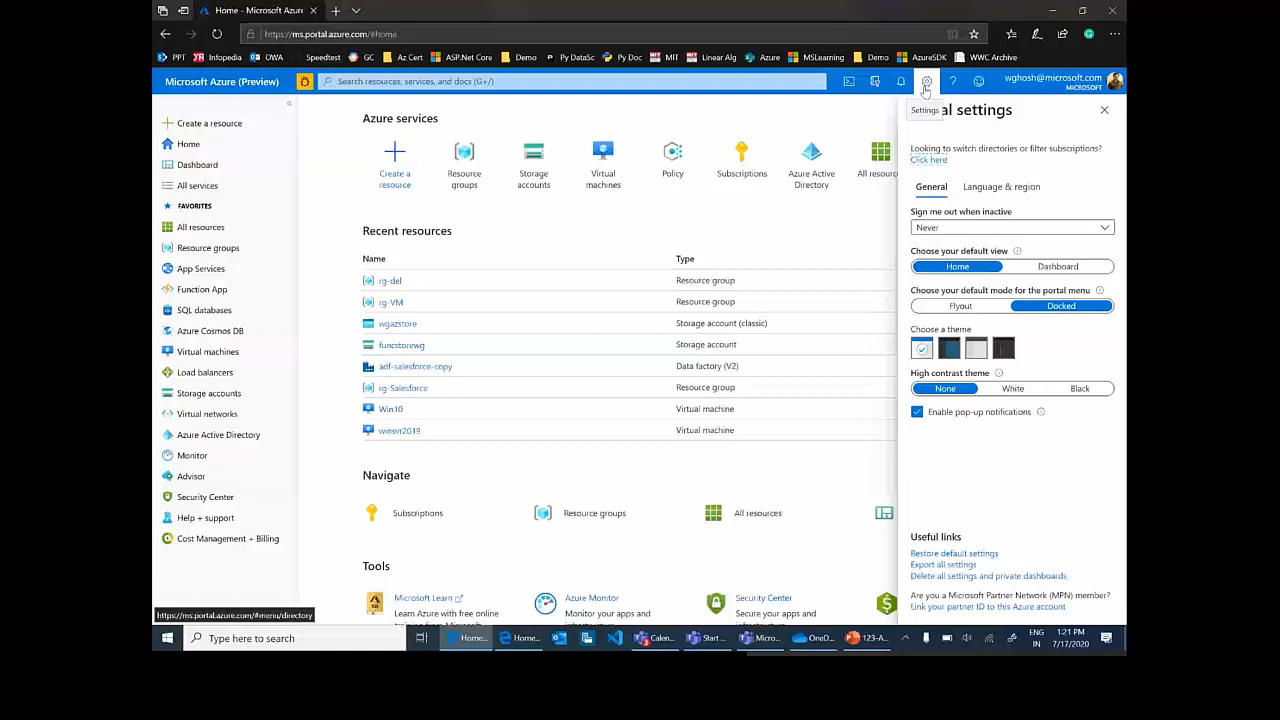 Home - Microsoft Azure
https://ms.portal.azure.com/#home
PPT
Infopedia
OWA
Speedtest
GC
Az Cert
ASP.Net Core
Demo
Py DataSc
Py Doc
MIT
Linear Alg
Azure
MSLearning
Demo
AzureSDK
WWC Archive
Microsoft Azure (Preview)
Search resources, services, and docs (G+/)
wghosh@microsoft.com
MICROSOFT
Create a resource
Home
Dashboard
All services
FAVORITES
All resources
Resource groups
App Services
Function App
SQL databases
Azure Cosmos DB
Virtual machines
Load balancers
Storage accounts
Virtual networks
Azure Active Directory
Monitor
Advisor
Security Center
Help + support
Cost Management + Billing
https://ms.portal.azure.com/#menu/directory
Azure services
Create a resource
Resource groups
Storage accounts
Virtual machines
Policy
Subscriptions
Azure Active Directory
All resourc
Recent resources
Name
Type
rg-del
Resource group
rg-VM
Resource group
wgazstore
Storage account (classic)
funcstorewg
Storage account
adf-salesforce-copy
Data factory (V2)
rg-Salesforce
Resource group
Win10
Virtual machine
winsvr2019
Virtual machine
Navigate
Subscriptions
Resource groups
All resources
Tools
Microsoft Learn
Learn Azure with free online
Azure Monitor
Monitor your apps and
Security Center
Secure your apps and
Settings
al settings
Looking to switch directories or filter subscriptions?
Click here
General
Language & region
Sign me out when inactive
Never
Choose your default view
Home
Dashboard
Choose your default mode for the portal menu
Flyout
Docked
Choose a theme
High contrast theme
None
White
Black
Enable pop-up notifications
Useful links
Restore default settings
Export all settings
Delete all settings and private dashboards
Are you a Microsoft Partner Network (MPN) member?
Link your partner ID to this Azure account
Type here to search
Home...
Home...
Calen...
Start ...
Micro...
OneD...
123-A...
ENG
IN
1:21 PM
7/17/2020